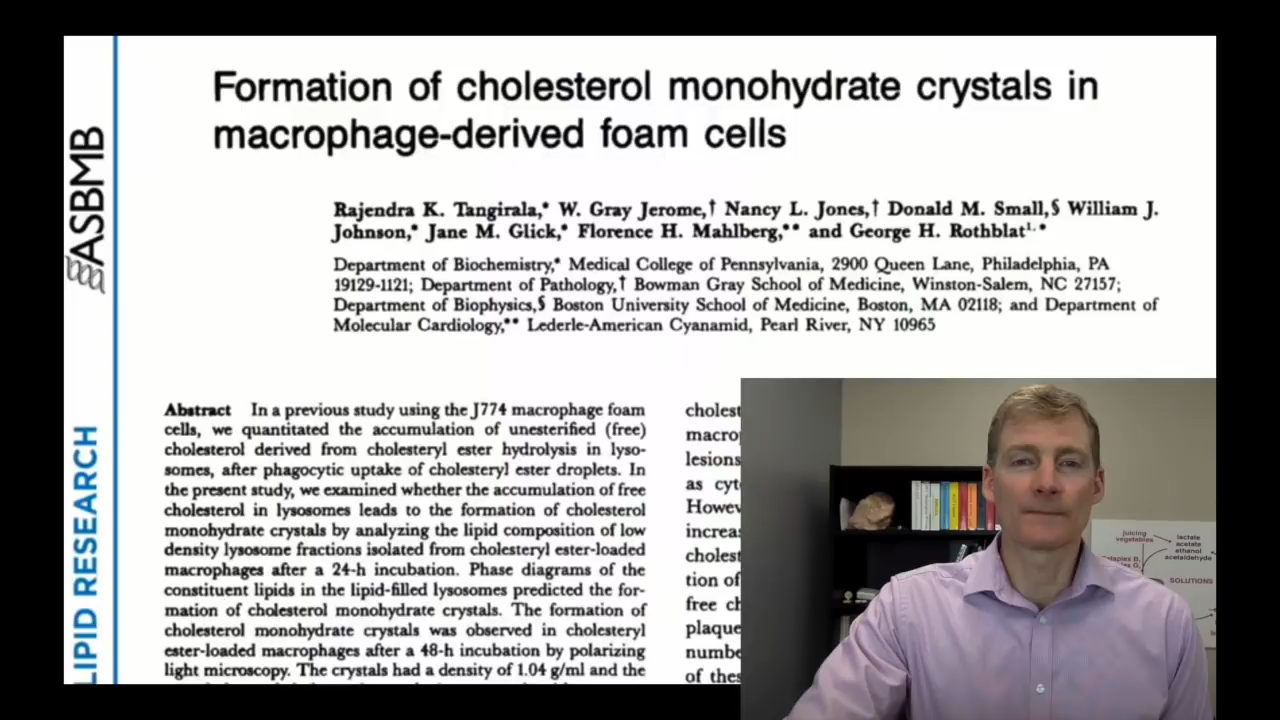 Formation of cholesterol monohydrate crystals in
macrophage-derived foam cells
ASBMB
LIPID RESEARCH
Rajendra K. Tangirala,* W. Gray Jerome,† Nancy L. Jones,† Donald M. Small,§ William J.
Johnson,* Jane M. Glick,* Florence H. Mahlberg,** and George H. Rothblat¹,*
Department of Biochemistry,* Medical College of Pennsylvania, 2900 Queen Lane, Philadelphia, PA
19129-1121; Department of Pathology,† Bowman Gray School of Medicine, Winston-Salem, NC 27157;
Department of Biophysics,§ Boston University School of Medicine, Boston, MA 02118; and Department of
Molecular Cardiology,** Lederle-American Cyanamid, Pearl River, NY 10965
Abstract In a previous study using the J774 macrophage foam
cells, we quantitated the accumulation of unesterified (free)
cholesterol derived from cholesteryl ester hydrolysis in lyso-
somes, after phagocytic uptake of cholesteryl ester droplets. In
the present study, we examined whether the accumulation of free
cholesterol in lysosomes leads to the formation of cholesterol
monohydrate crystals by analyzing the lipid composition of low
density lysosome fractions isolated from cholesteryl ester-loaded
macrophages after a 24-h incubation. Phase diagrams of the
constituent lipids in the lipid-filled lysosomes predicted the for-
mation of cholesterol monohydrate crystals. The formation of
cholesterol monohydrate crystals was observed in cholesteryl
ester-loaded macrophages after a 48-h incubation by polarizing
light microscopy. The crystals had a density of 1.04 g/ml and the
cholest
macro
lesions
as cyt
Howev
increas
cholest
tion of
free ch
plaque
numbe
of thes
juicing
vegetables
lactate
acetate
ethanol
acetaldehyde
SOLUTIONS